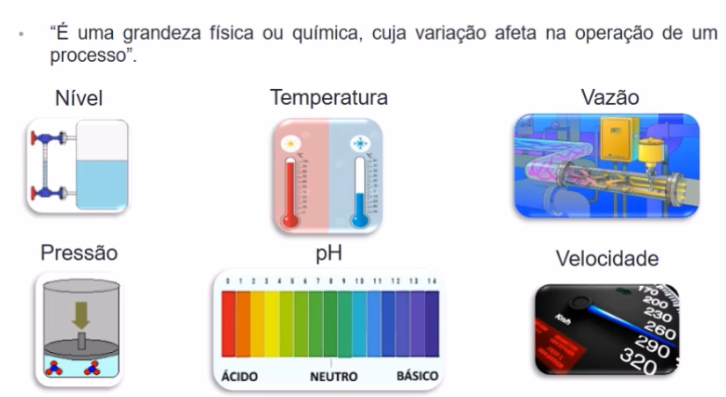 • “É uma grandeza física ou química, cuja variação afeta na operação de um
processo”.
Nível
Temperatura
Vazão
Pressão
pH
Velocidade
0 1 2 3 4 5 6 7 8 9 10 11 12 13 14
ÁCIDO NEUTRO BÁSICO
170
200
230
260
290
320